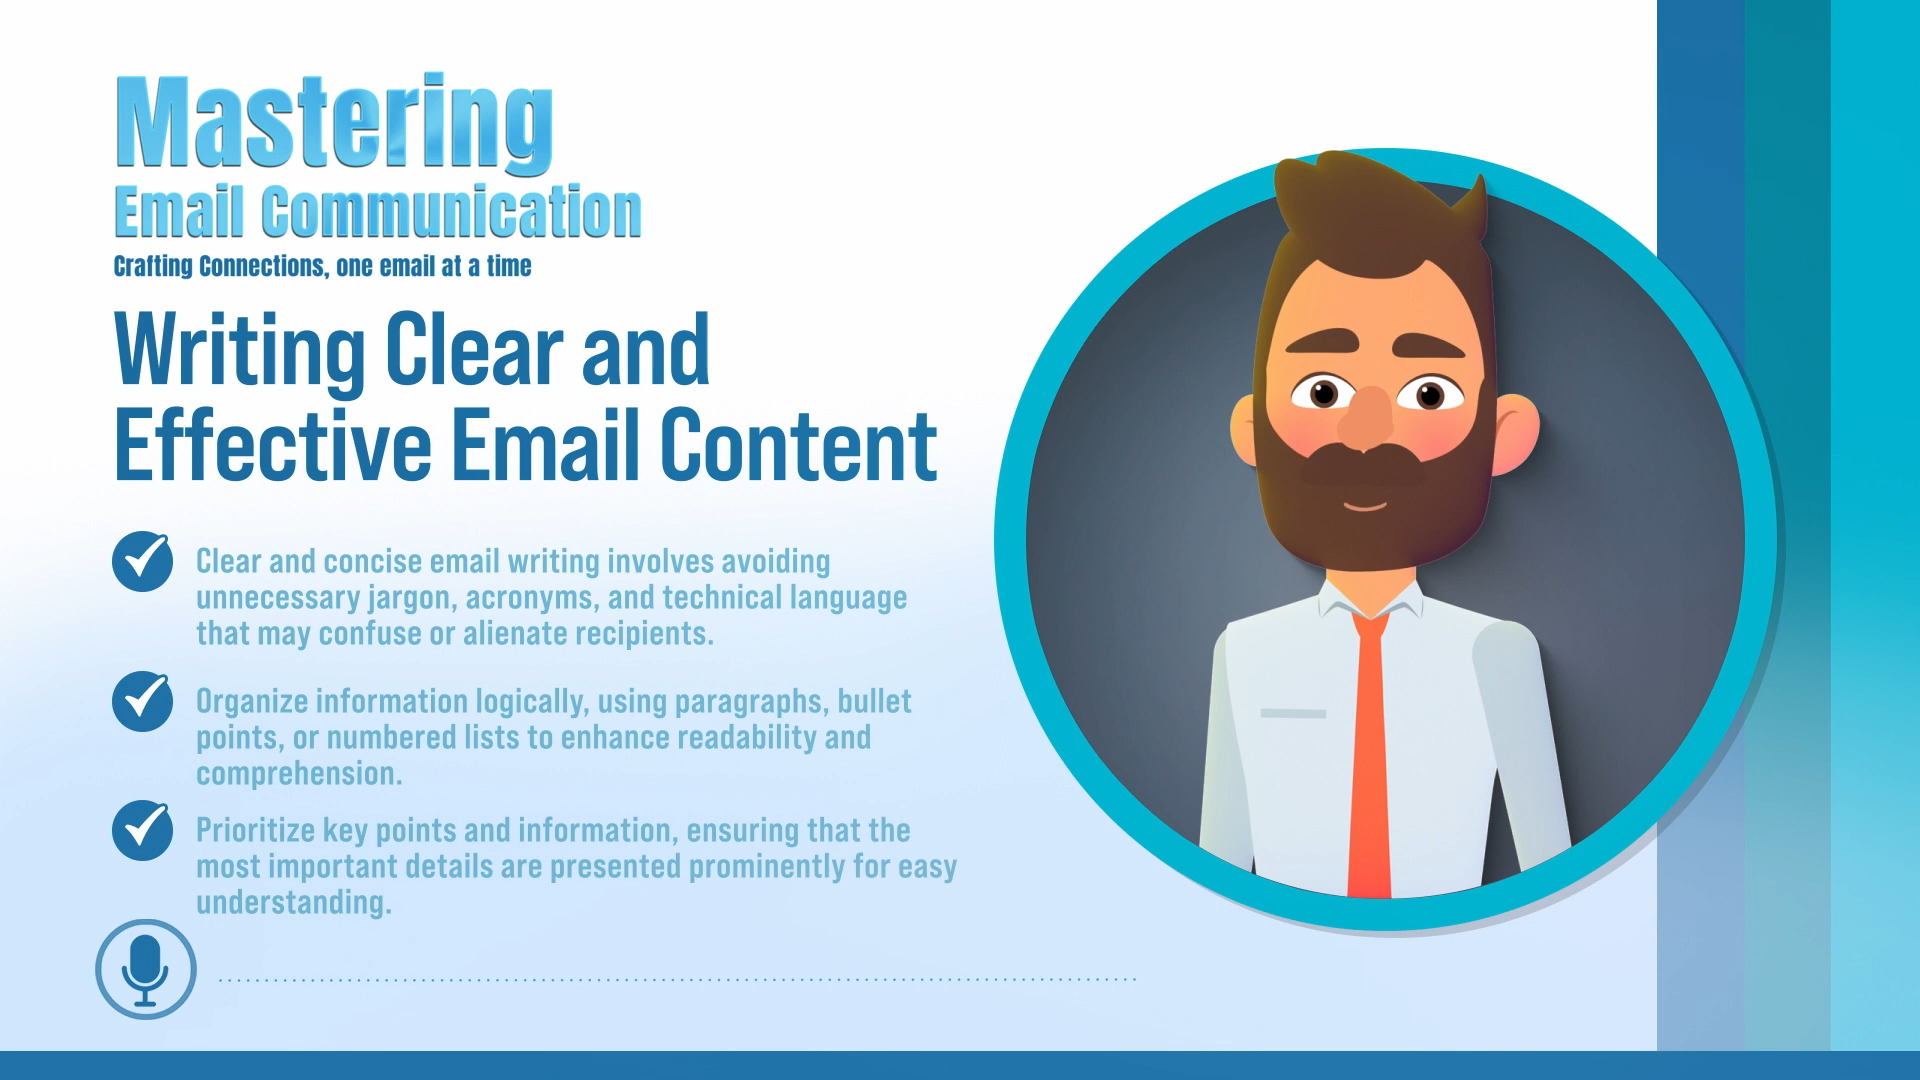 Mastering
Email Communication
Crafting Connections, one email at a time
Writing Clear and
Effective Email Content
Clear and concise email writing involves avoiding
unnecessary jargon, acronyms, and technical language
that may confuse or alienate recipients.
Organize information logically, using paragraphs, bullet
points, or numbered lists to enhance readability and
comprehension.
Prioritize key points and information, ensuring that the
most important details are presented prominently for easy
understanding.